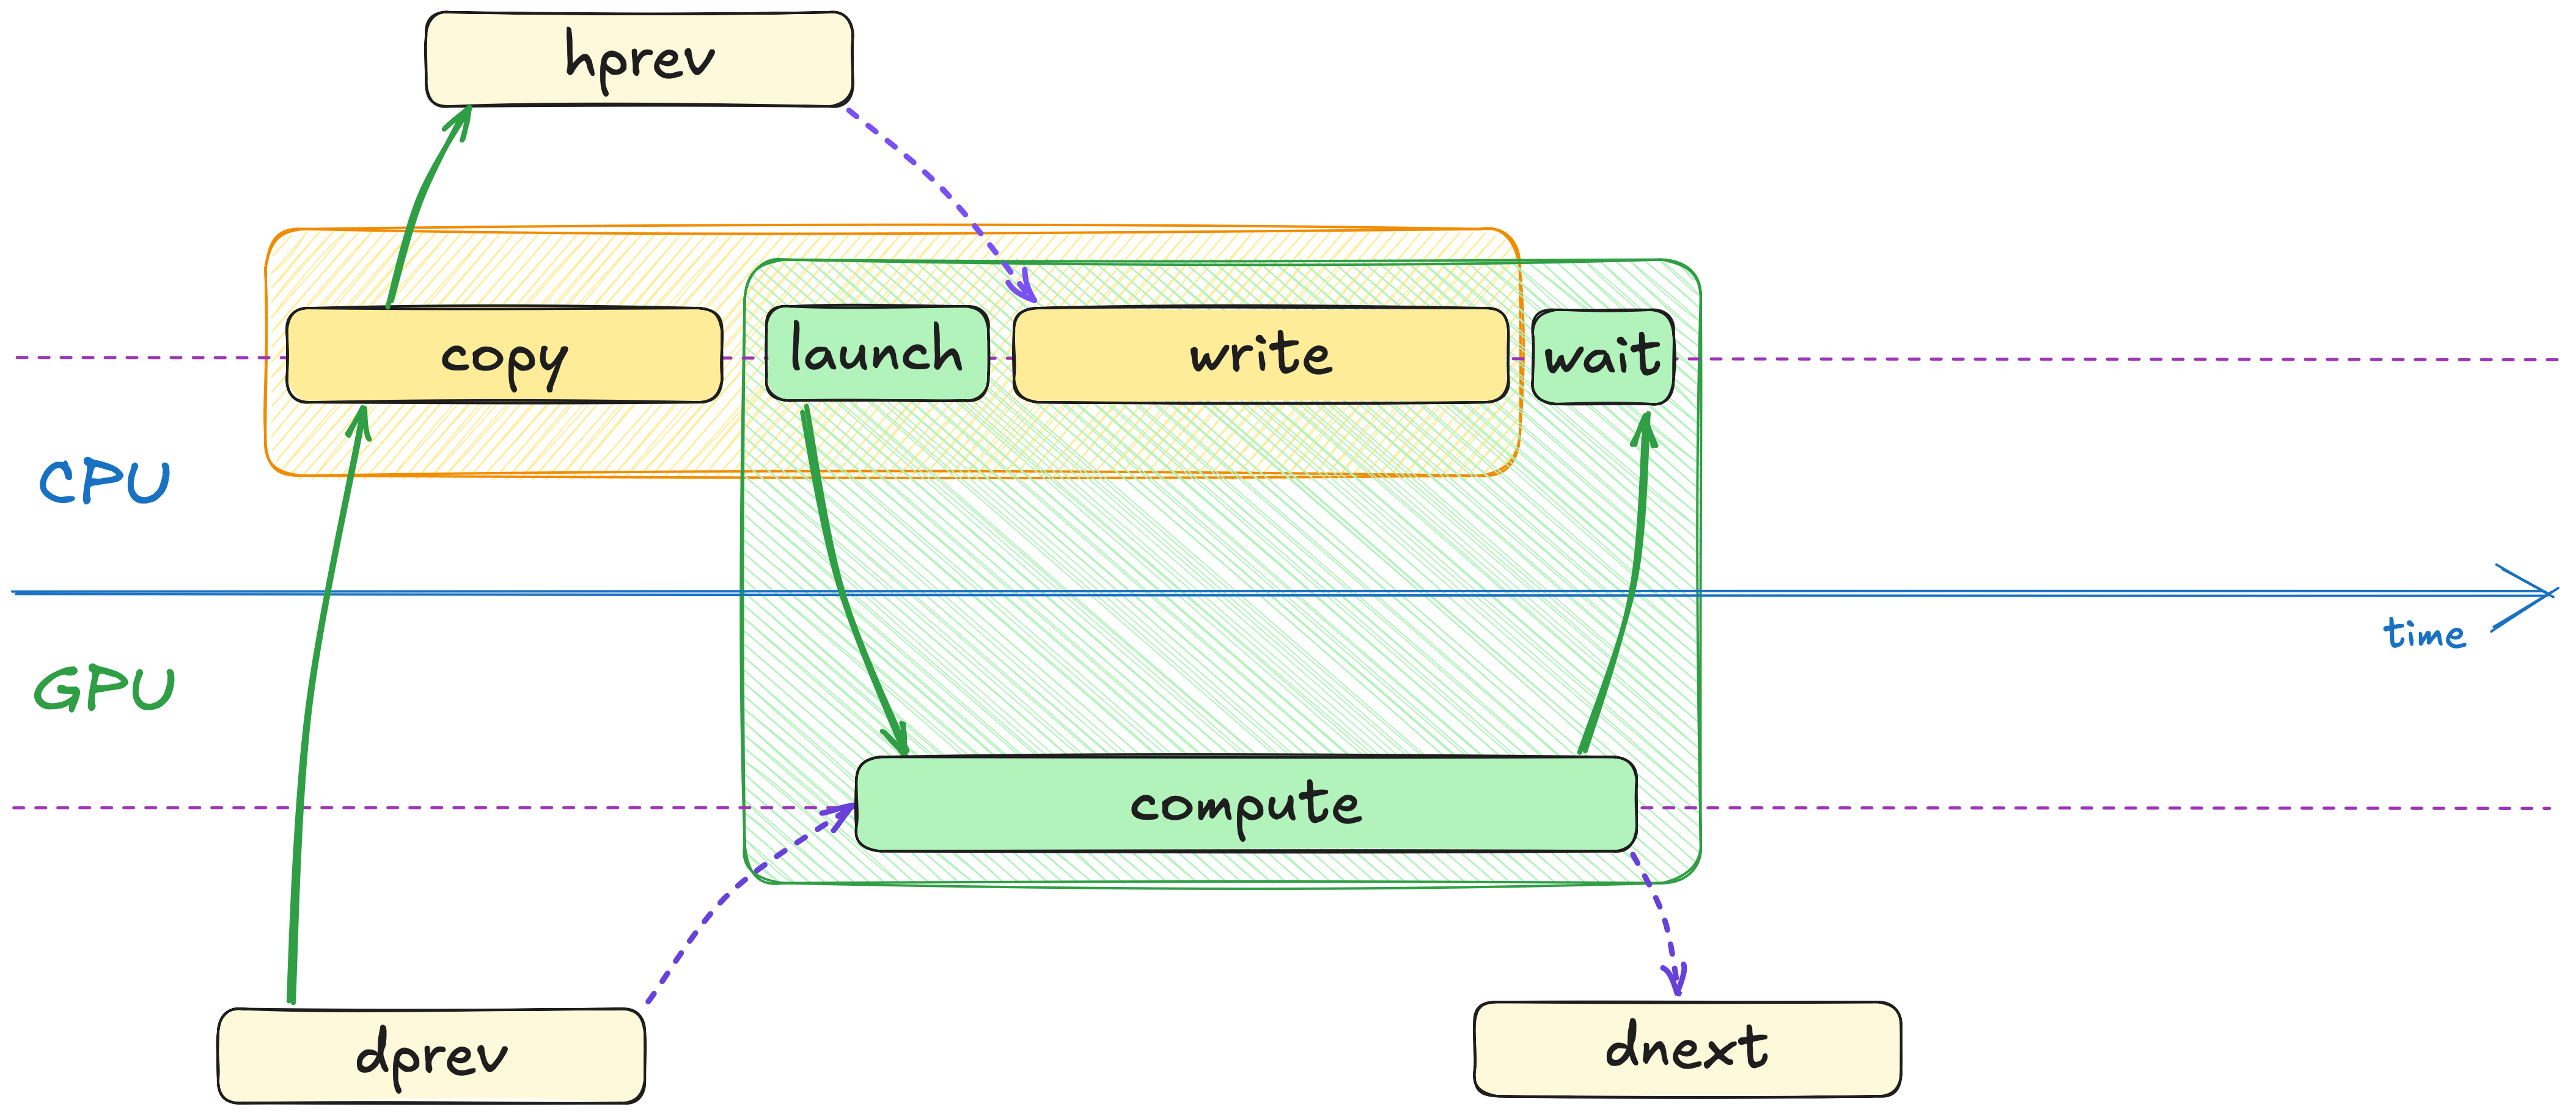 hprev
copy
launch
write
wait
CPU
time
GPU
compute
dprev
dnext